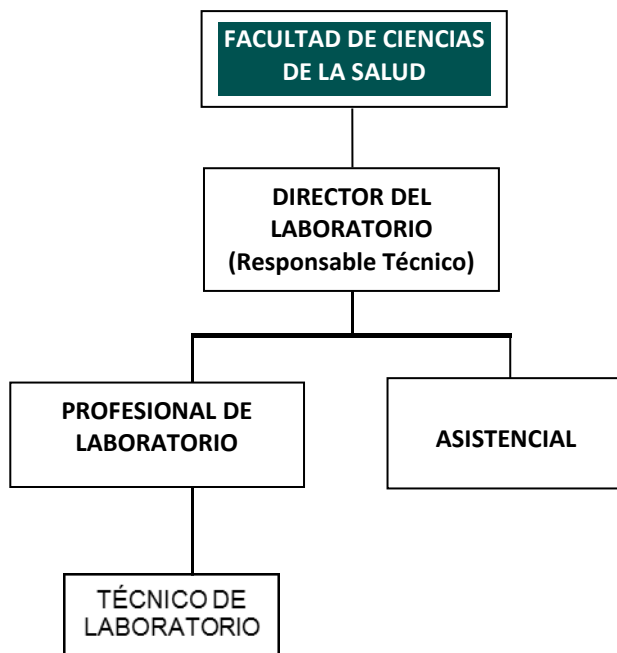 FACULTAD DE CIENCIAS
DE LA SALUD
DIRECTOR DEL
LABORATORIO
(Responsable Técnico)
PROFESIONAL DE
LABORATORIO
ASISTENCIAL
TÉCNICO DE
LABORATORIO